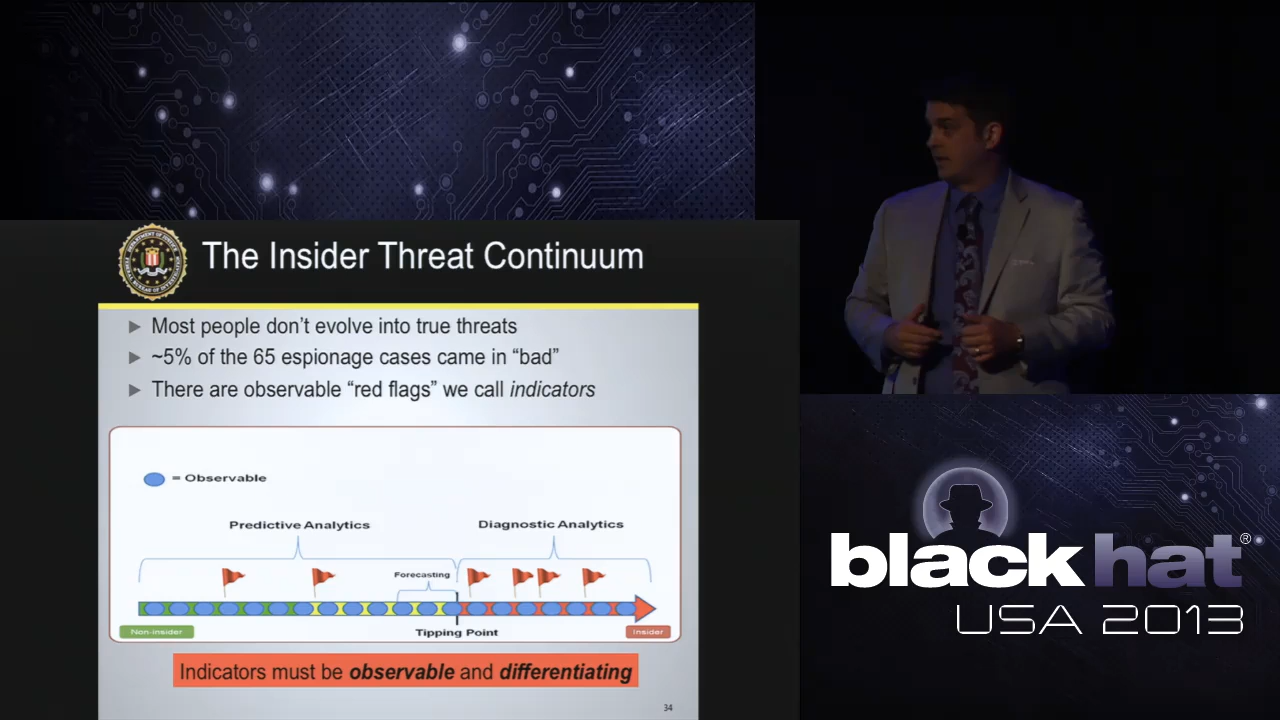 The Insider Threat Continuum
Most people don't evolve into true threats
~5% of the 65 espionage cases came in "bad"
There are observable "red flags" we call indicators
= Observable
Predictive Analytics
Diagnostic Analytics
Forecasting
Non-insider
Tipping Point
Insider
Indicators must be observable and differentiating
34
blackhat®
USA 2013